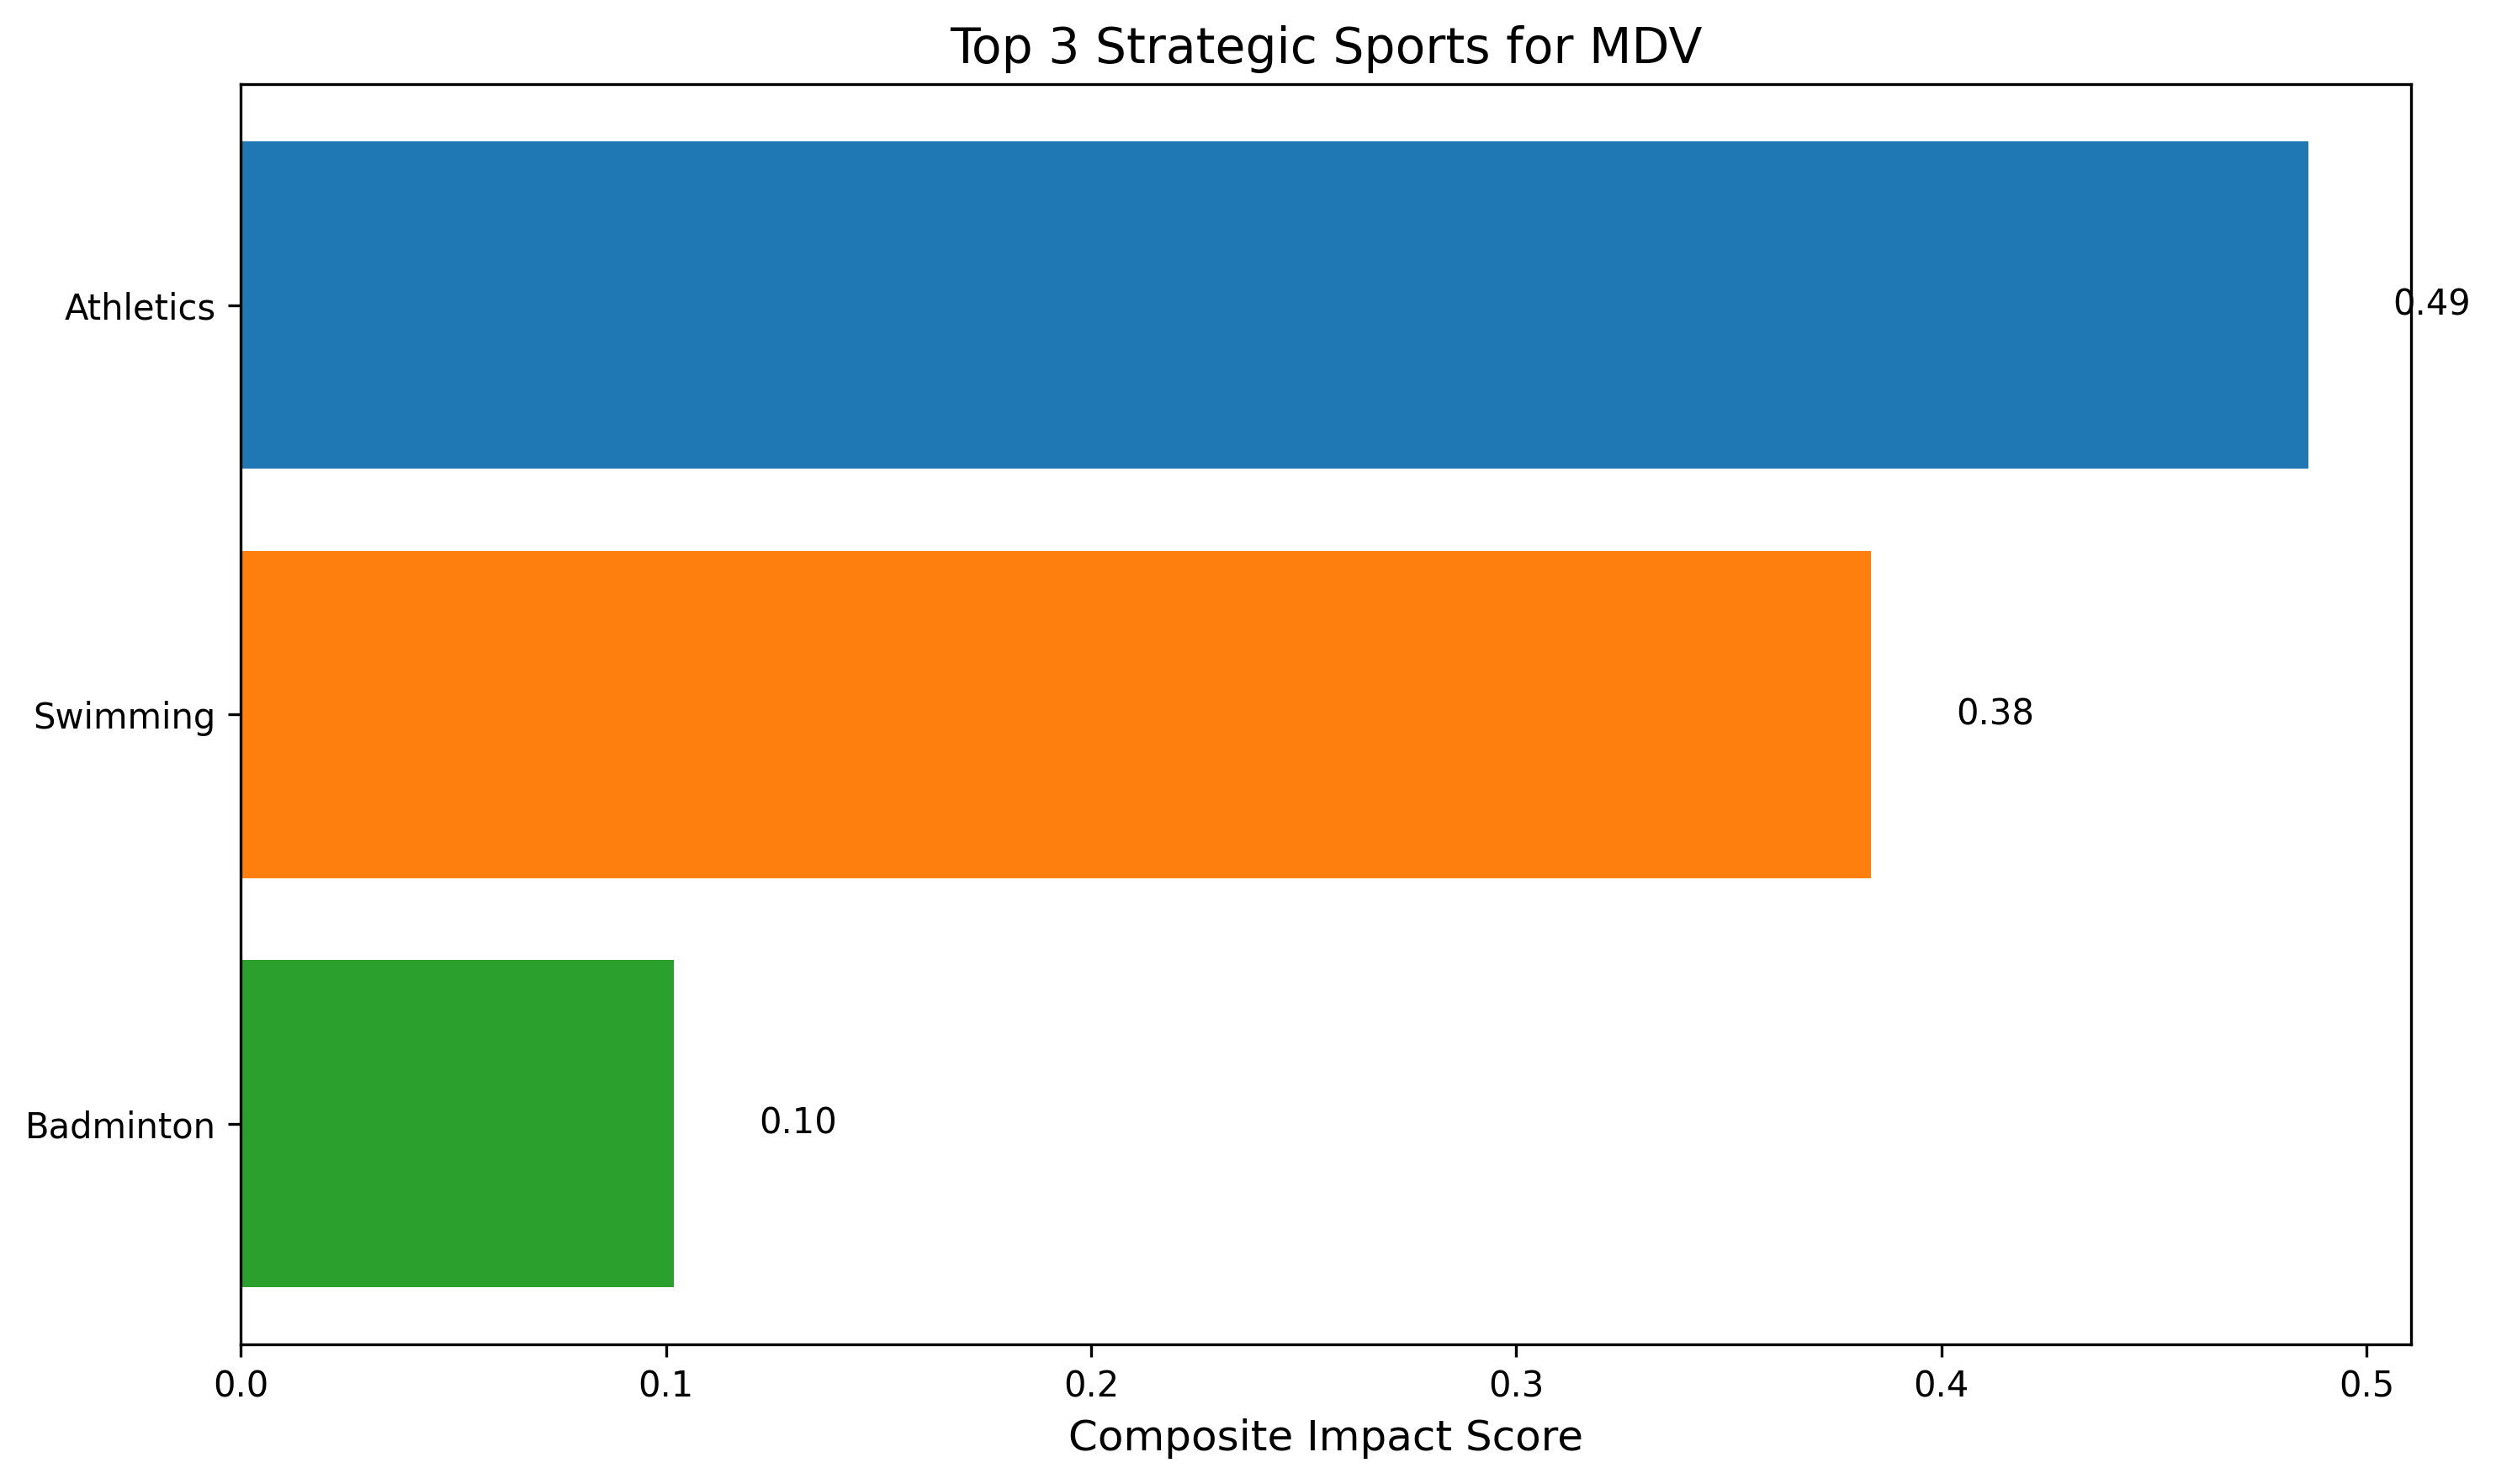 Top 3 Strategic Sports for MDV
Athletics
0.49
Swimming
0.38
Badminton
0.10
0.0 0.1 0.2 0.3 0.4 0.5
Composite Impact Score